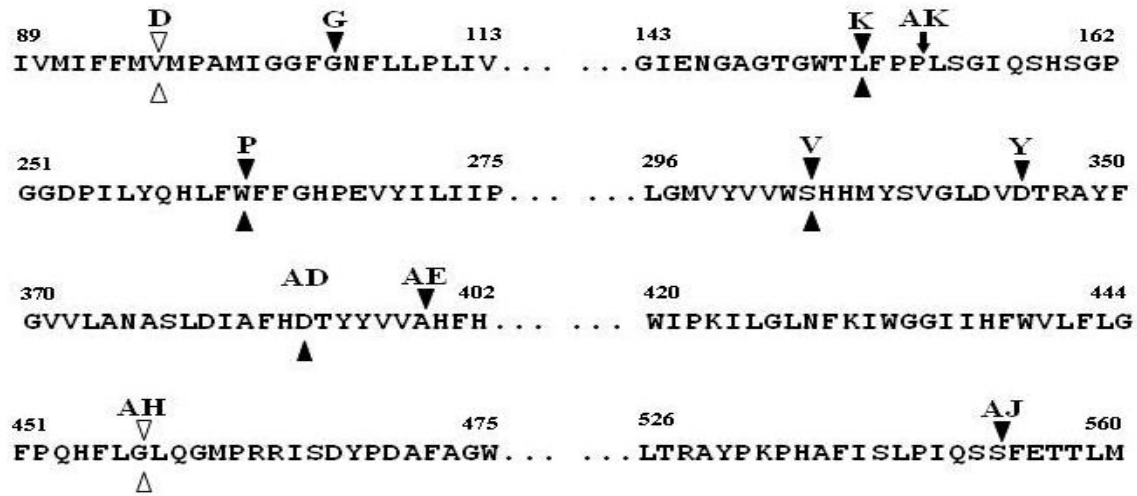 D G K AK
89 113 143 162
IVMIFFMVMPAMIGGFGNFLLPLIV... ...GIENGAGTGWTLFPPLSGIQSHSGP
P V Y
251 275 296 350
GGDPILYQHLFWFFGHPEVYILIIP... ...LGMVYVVWSHHMYSVGLDVDTRAYF
AD AE
370 402 420 444
GVVLANASLDIAFHDTYYVVAHFH... ...WIPKILGLNFKIWGGIIHFWVLFLG
AH AJ
451 475 526 560
FPQHFLGLQGMPRRISDYPDAFAGW... ...LTRAYPKPHAFISLPIQSSFETTLM